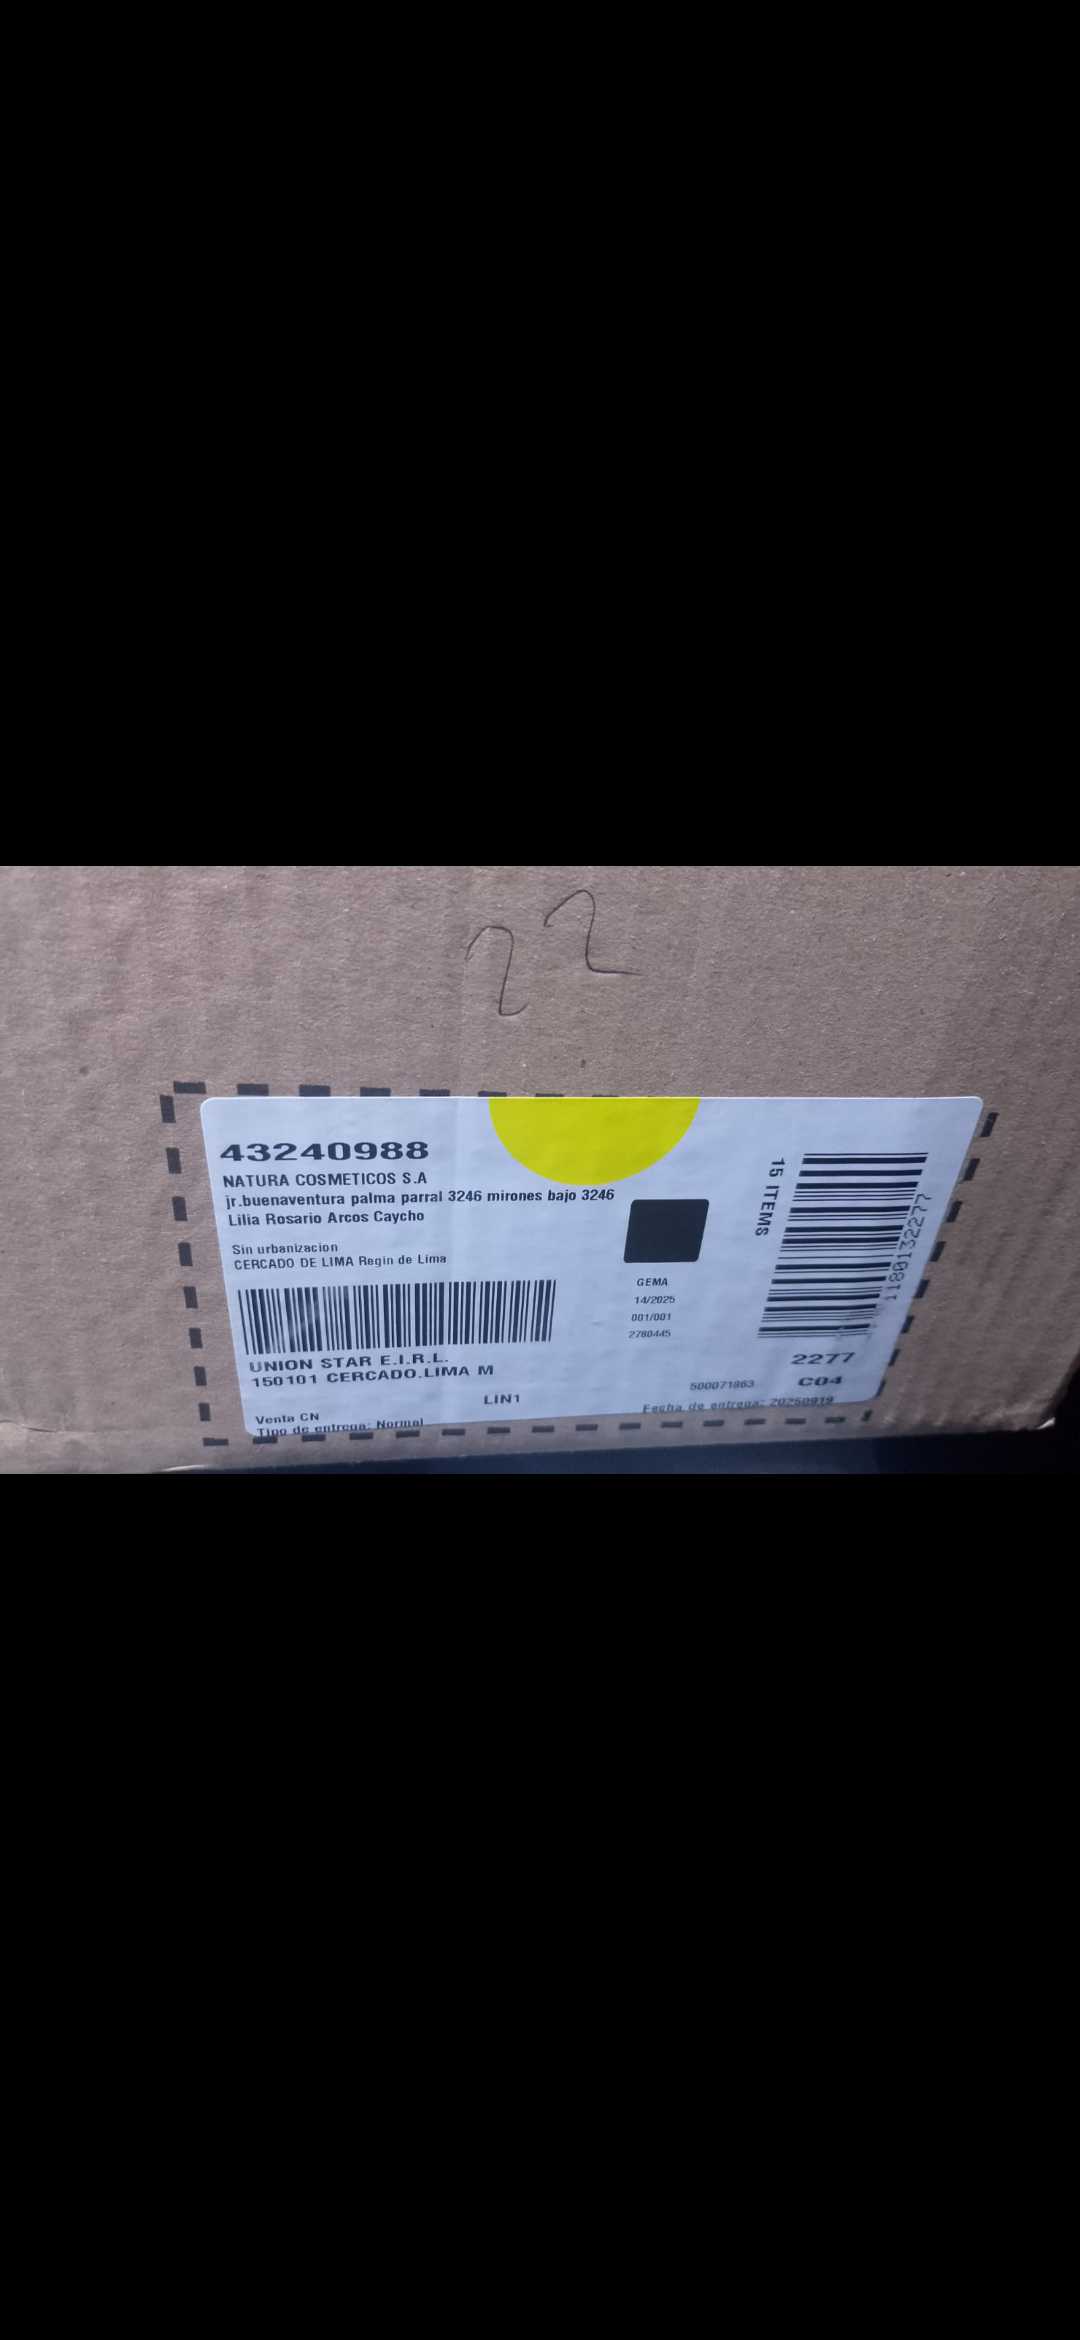 22
43240988
NATURA COSMETICOS S.A
jr.buenaventura palma parral 3246 mirones bajo 3246
Lilia Rosario Arcos Caycho
Sin urbanizacion
CERCADO DE LIMA Regin de Lima
UNION STAR E.I.R.L.
150101 CERCADO.LIMA M
LIN1
Venta CN
Tipo de entrega: Normal
GEMA
14/2025
001/001
2780445
15 ITEMS
1180132277
2277
C04
500071863
Fecha de entrega: 20250919